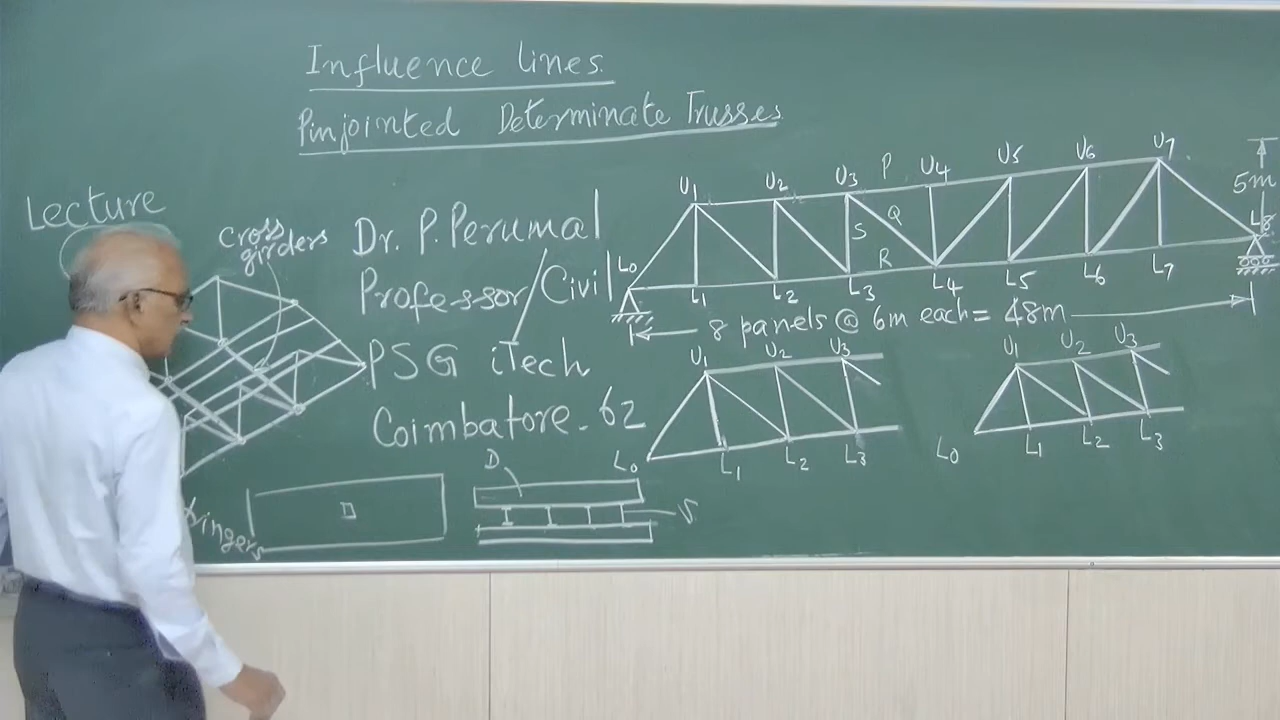 Influence lines
Pinjointed Determinate Trusses
Lecture
cross
girders
Dr. P. Perumal
Professor/Civil
PSG iTech
Coimbatore-62
U1 U2 U3 P U4 U5 U6 U7
5m
S Q R
L0 L1 L2 L3 L4 L5 L6 L7 L8
8 panels @ 6m each = 48m
U1 U2 U3
L0 L1 L2 L3
U1 U2 U3
L0 L1 L2 L3
D
tringers